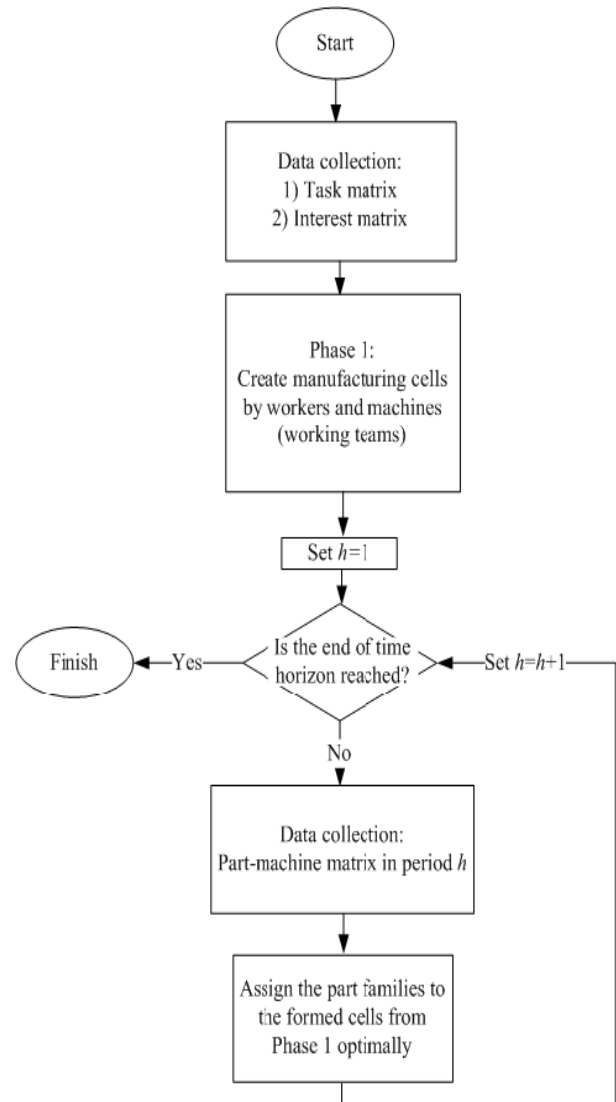 Start
Data collection:
1) Task matrix
2) Interest matrix
Phase 1:
Create manufacturing cells
by workers and machines
(working teams)
Set h=1
Is the end of time
horizon reached?
Yes
Finish
Set h=h+1
No
Data collection:
Part-machine matrix in period h
Assign the part families to
the formed cells from
Phase 1 optimally